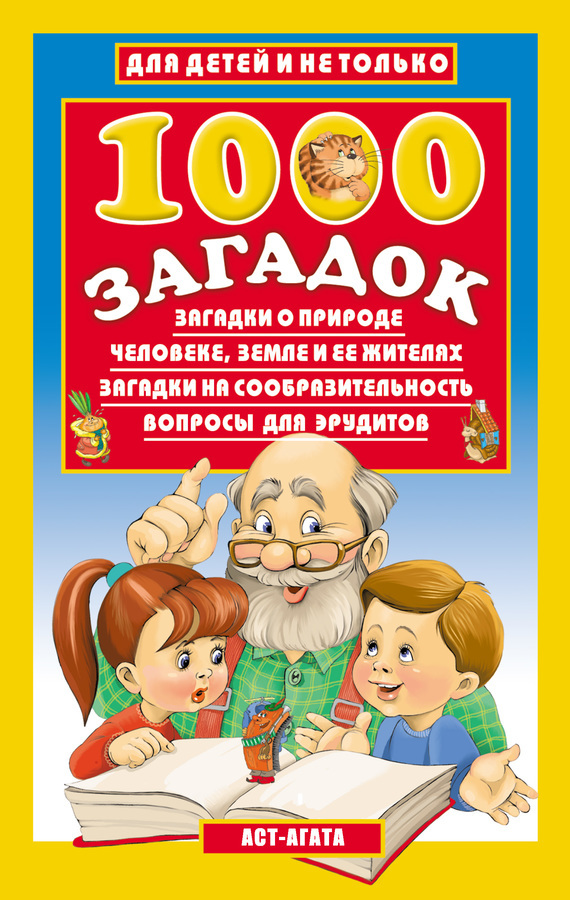 ДЛЯ ДЕТЕЙ И НЕ ТОЛЬКО
1000
ЗАГАДОК
ЗАГАДКИ О ПРИРОДЕ
ЧЕЛОВЕКЕ, ЗЕМЛЕ И ЕЕ ЖИТЕЛЯХ
ЗАГАДКИ НА СООБРАЗИТЕЛЬНОСТЬ
ВОПРОСЫ ДЛЯ ЭРУДИТОВ
АСТ-АГАТА